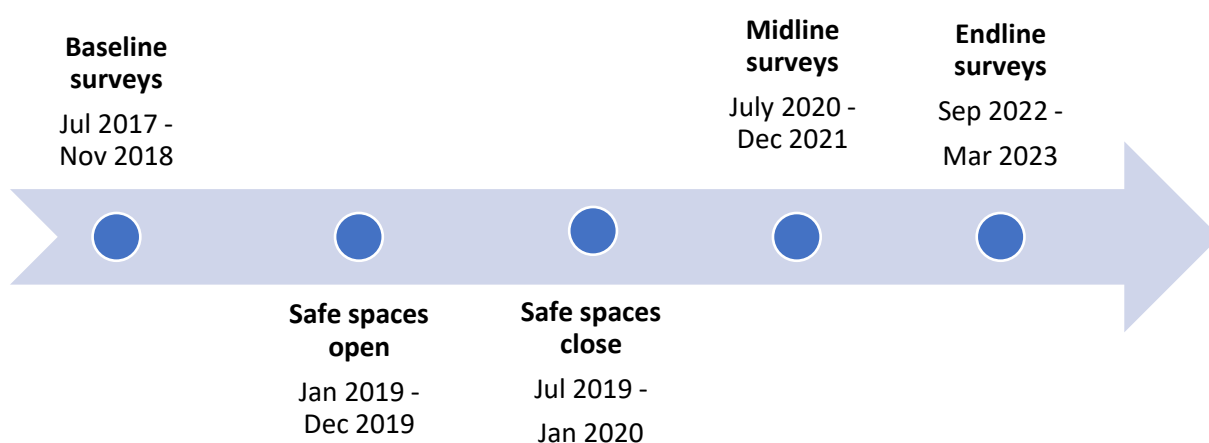 Baseline
surveys
Jul 2017 -
Nov 2018
Safe spaces
open
Jan 2019 -
Dec 2019
Safe spaces
close
Jul 2019 -
Jan 2020
Midline
surveys
July 2020 -
Dec 2021
Endline
surveys
Sep 2022 -
Mar 2023